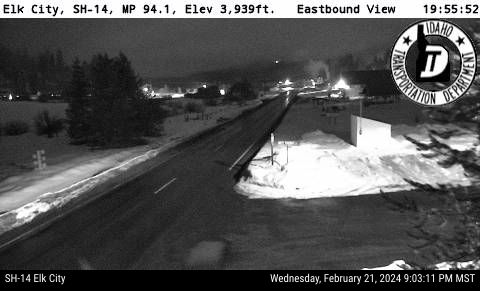 Elk City, SH-14, MP 94.1, Elev 3,939ft. Eastbound View 19:55:52
IDAHO
TRANSPORTATION DEPARTMENT
SH-14 Elk City Wednesday, February 21, 2024 9:03:11 PM MST